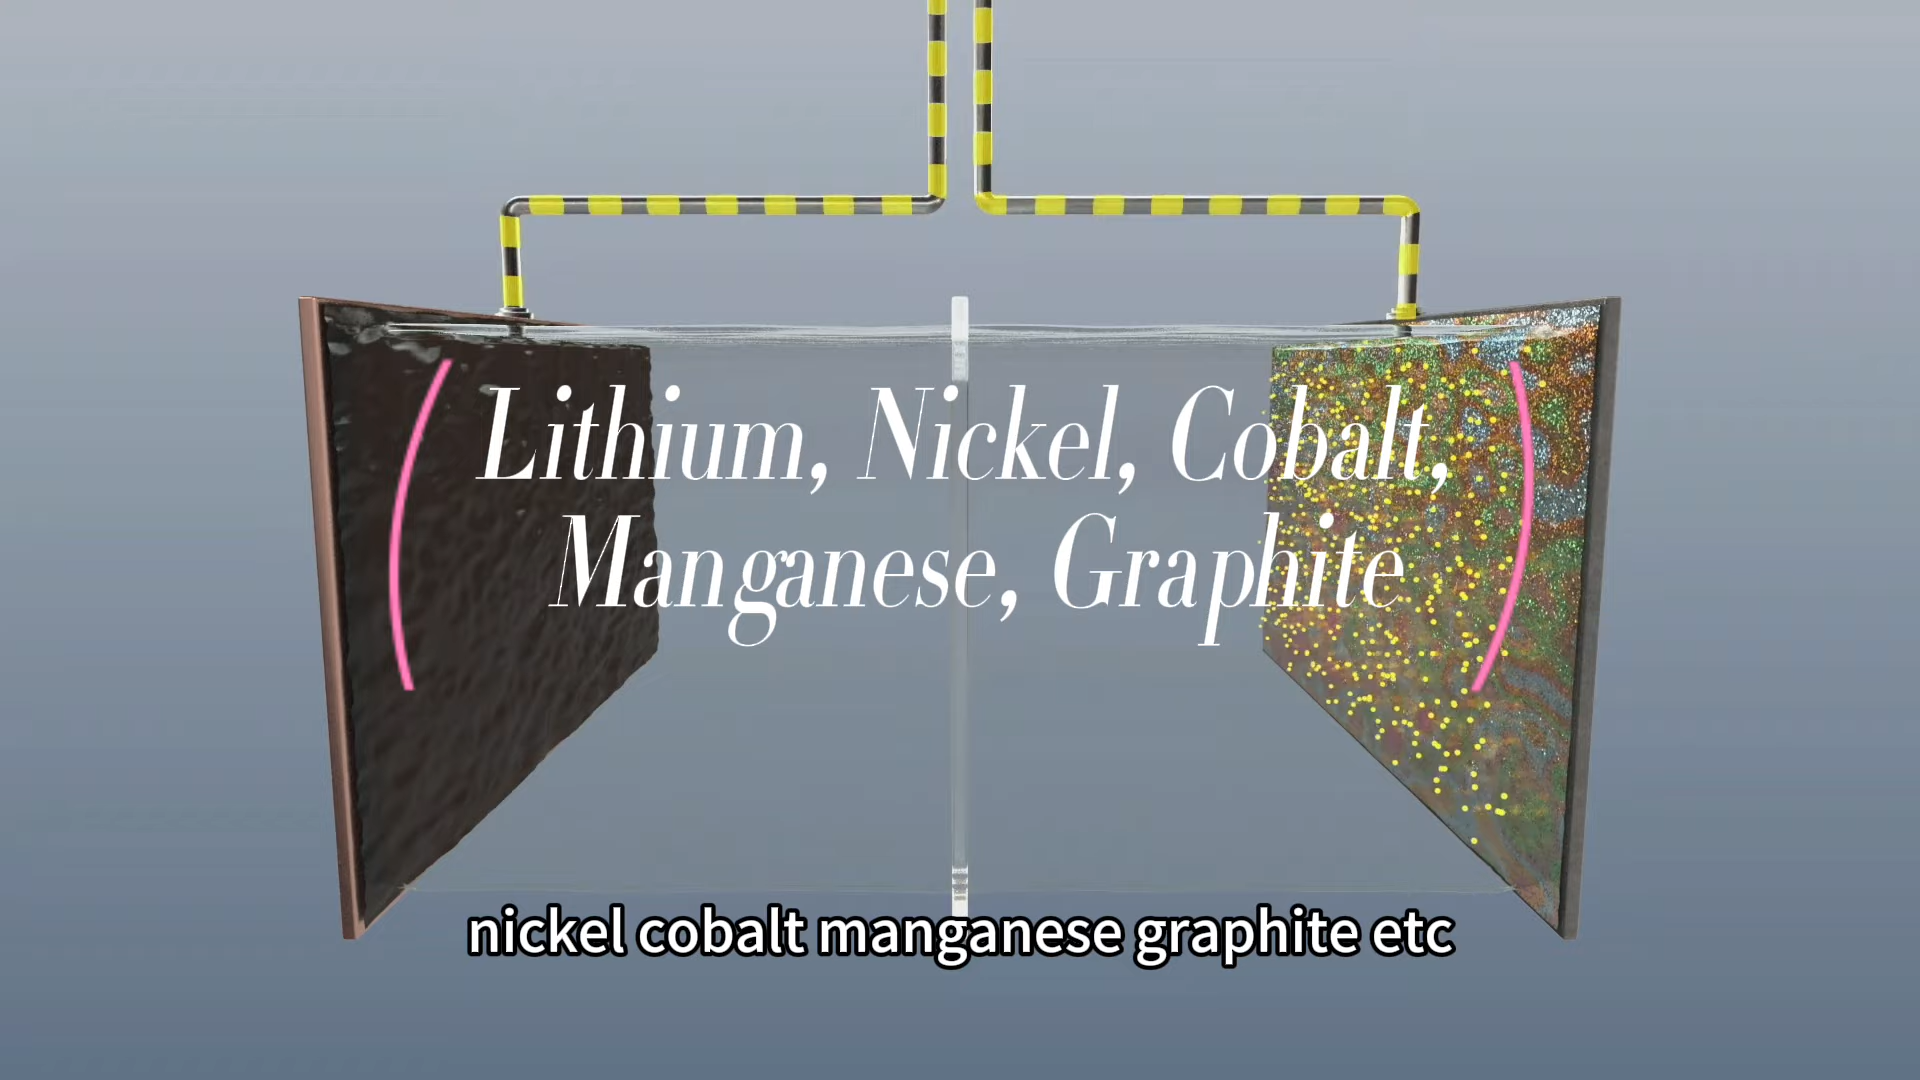 Lithium, Nickel, Cobalt,
Manganese, Graphite
nickel cobalt manganese graphite etc